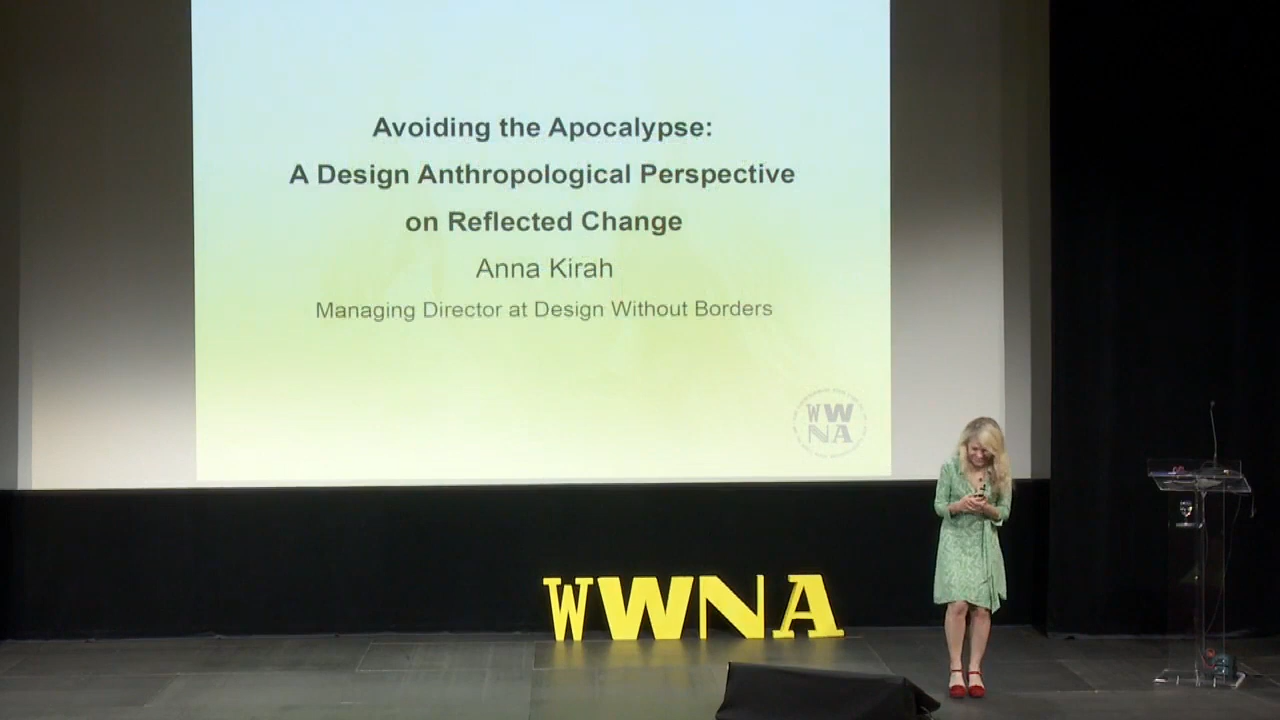 Avoiding the Apocalypse:
A Design Anthropological Perspective
on Reflected Change
Anna Kirah
Managing Director at Design Without Borders
WW
NA
WWNA